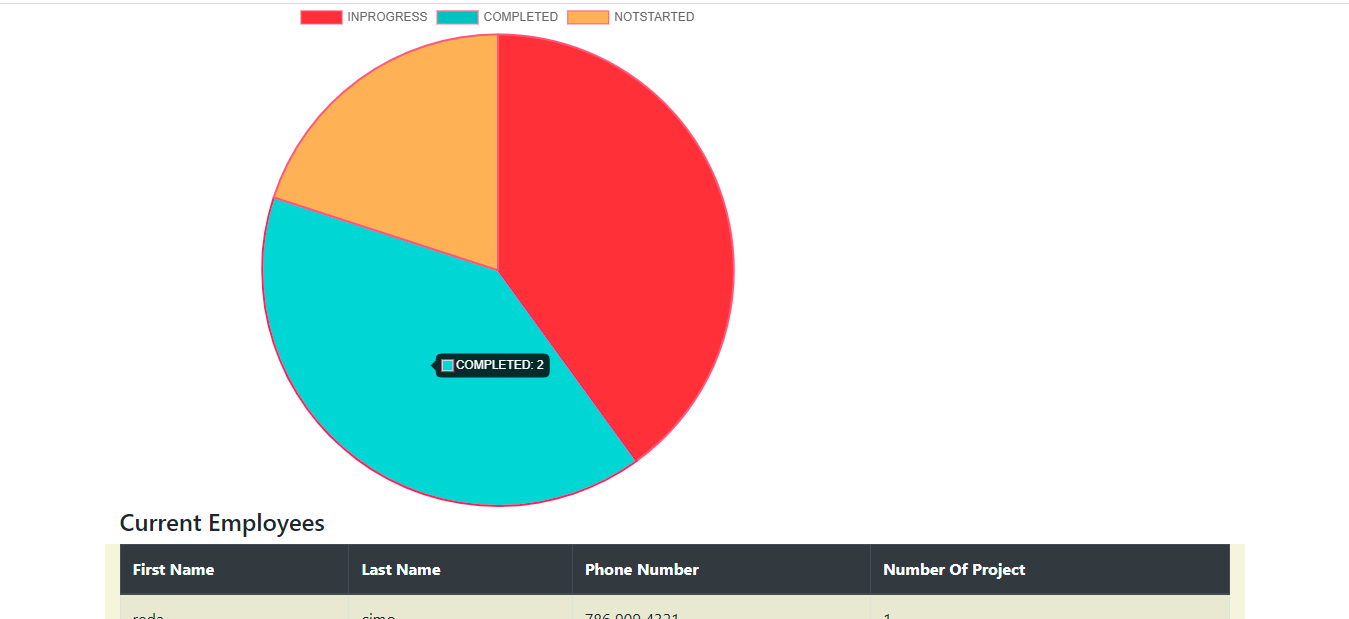 INPROGRESS COMPLETED NOTSTARTED
COMPLETED: 2
Current Employees
First Name Last Name Phone Number Number Of Project